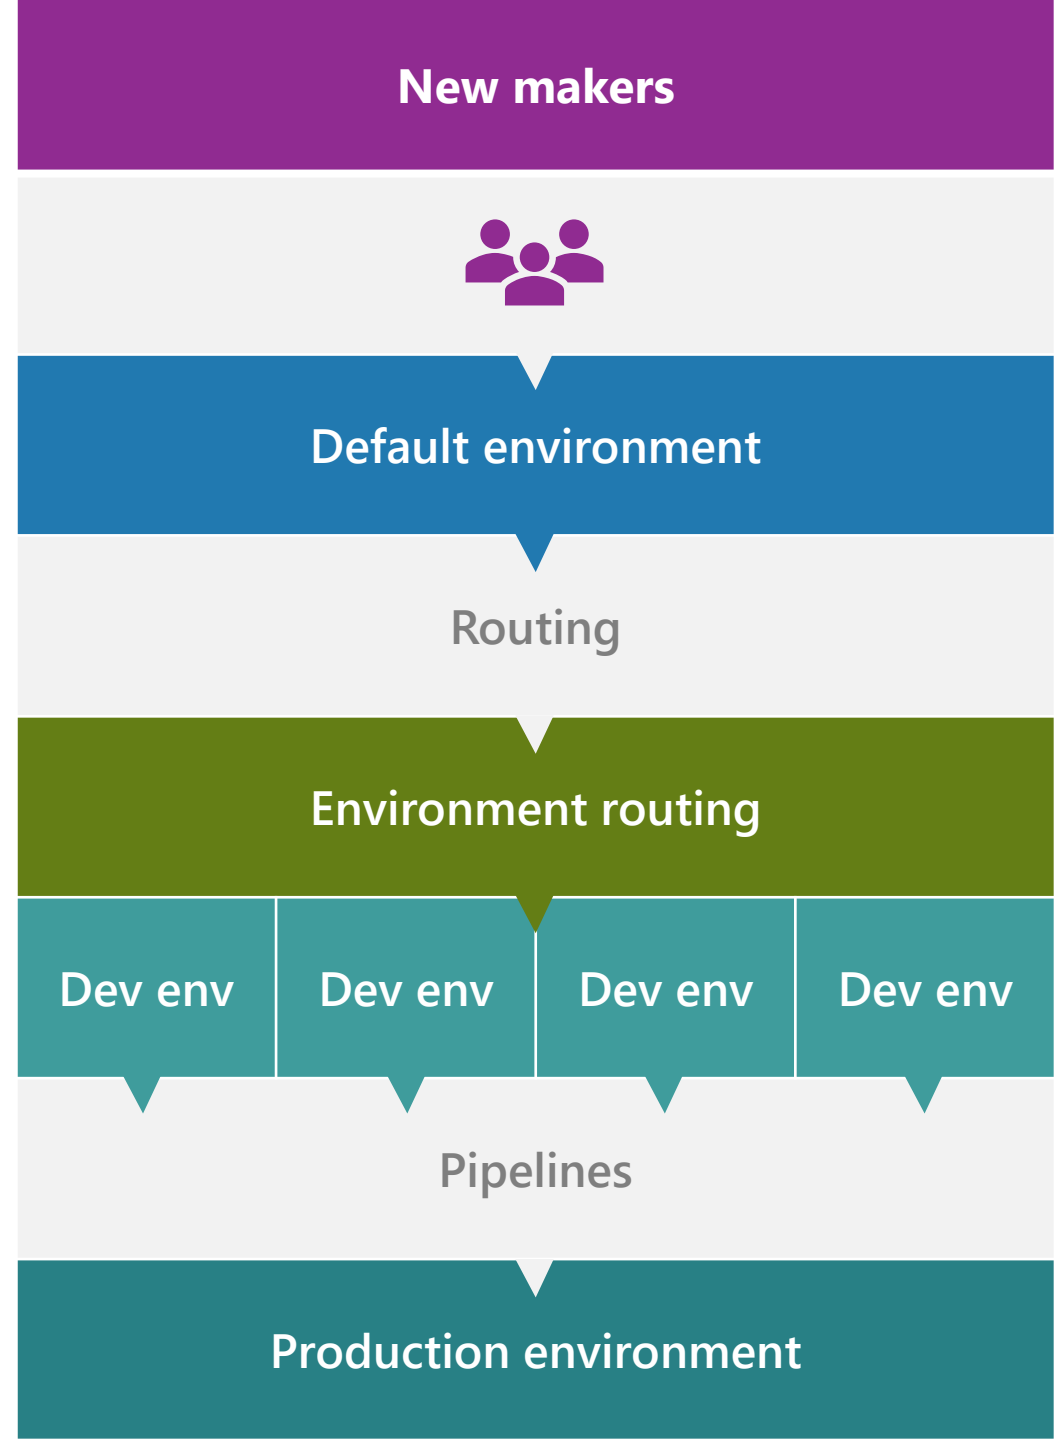 New makers
Default environment
Routing
Environment routing
Dev env
Dev env
Dev env
Dev env
Pipelines
Production environment